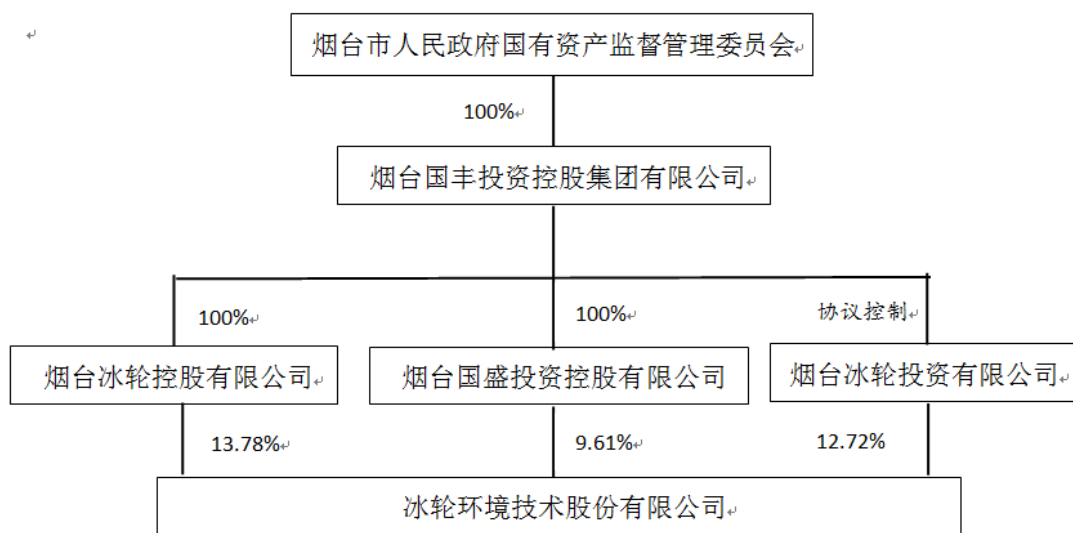 烟台市人民政府国有资产监督管理委员会
100%
烟台国丰投资控股集团有限公司
100%
100%
协议控制
烟台冰轮控股有限公司
烟台国盛投资控股有限公司
烟台冰轮投资有限公司
13.78%
9.61%
12.72%
冰轮环境技术股份有限公司